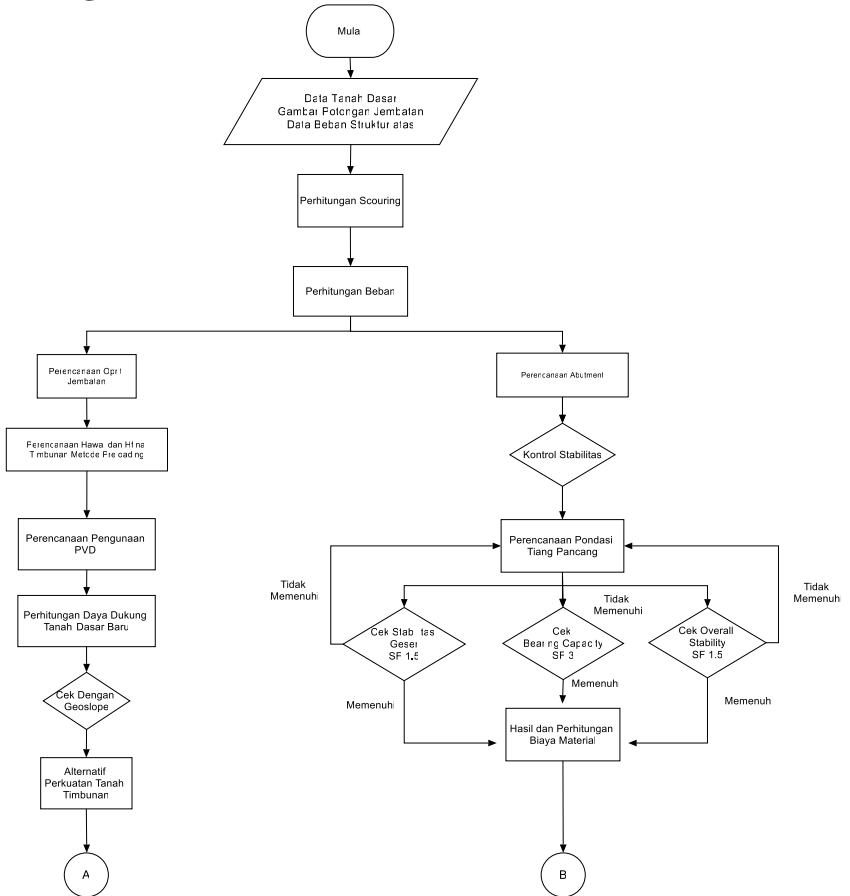 Mula
Data Tanah Dasar
Gambar Potongan Jembatan
Data Beban Struktur atas
Perhitungan Scouring
Perhitungan Beban
Perencanaan Oprit
Jembatan
Perencanaan Hawal dan Hfinal
Timbunan Metode Preloading
Perencanaan Pengunaan
PVD
Perhitungan Daya Dukung
Tanah Dasar Baru
Cek Dengan
Geoslope
Alternatif
Perkuatan Tanah
Timbunan
A
Perencanaan Abutment
Kontrol Stabilitas
Perencanaan Pondasi
Tiang Pancang
Tidak
Memenuhi
Tidak
Memenuhi
Tidak
Memenuhi
Cek Stabilitas
Geser
SF 1.5
Cek
Bearing Capacity
SF 3
Cek Overall
Stability
SF 1.5
Memenuhi
Memenuhi
Memenuh
Hasil dan Perhitungan
Biaya Material
B